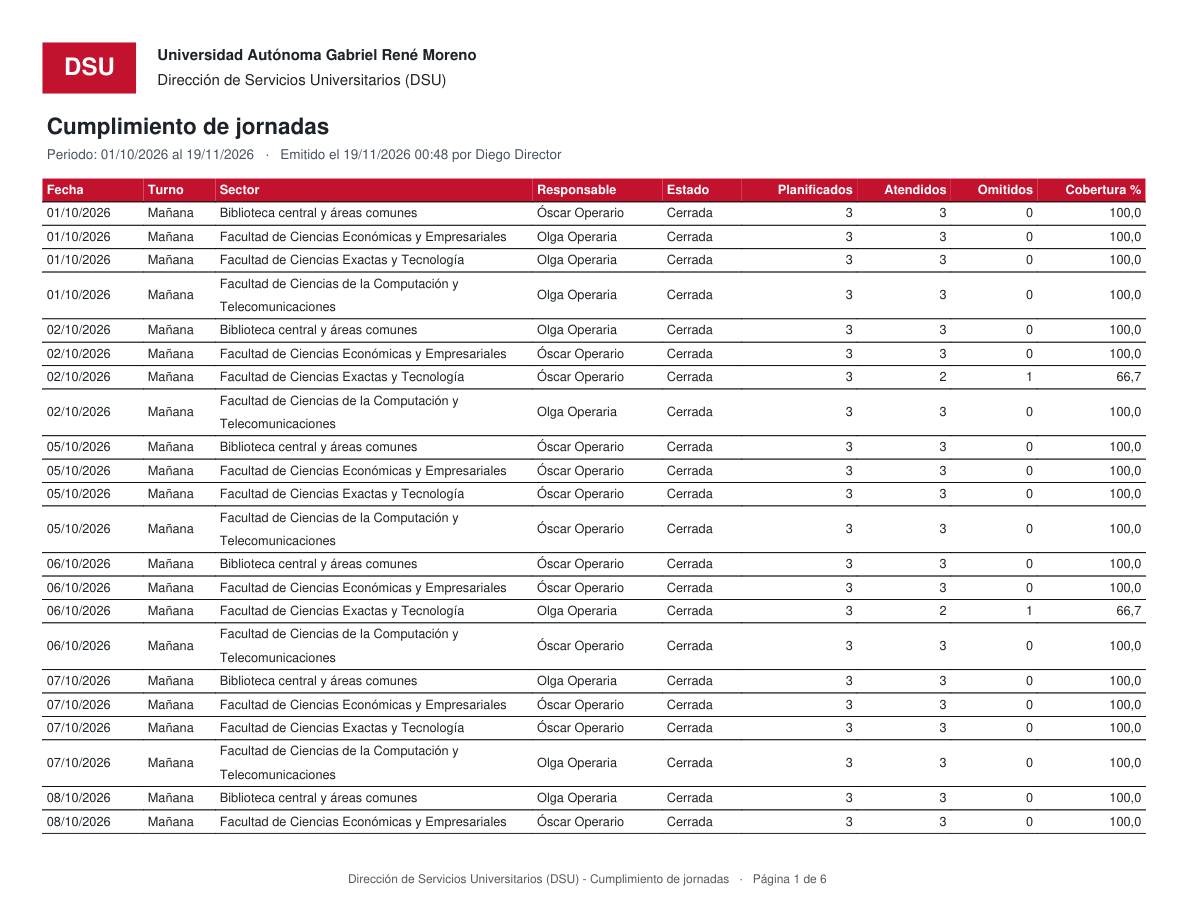 DSU
Universidad Autónoma Gabriel René Moreno
Dirección de Servicios Universitarios (DSU)
Cumplimiento de jornadas
Periodo: 01/10/2026 al 19/11/2026 · Emitido el 19/11/2026 00:48 por Diego Director
Fecha Turno Sector Responsable Estado Planificados Atendidos Omitidos Cobertura %
01/10/2026 Mañana Biblioteca central y áreas comunes Óscar Operario Cerrada 3 3 0 100,0
01/10/2026 Mañana Facultad de Ciencias Económicas y Empresariales Olga Operaria Cerrada 3 3 0 100,0
01/10/2026 Mañana Facultad de Ciencias Exactas y Tecnología Olga Operaria Cerrada 3 3 0 100,0
01/10/2026 Mañana Facultad de Ciencias de la Computación y
Telecomunicaciones Olga Operaria Cerrada 3 3 0 100,0
02/10/2026 Mañana Biblioteca central y áreas comunes Olga Operaria Cerrada 3 3 0 100,0
02/10/2026 Mañana Facultad de Ciencias Económicas y Empresariales Óscar Operario Cerrada 3 3 0 100,0
02/10/2026 Mañana Facultad de Ciencias Exactas y Tecnología Óscar Operario Cerrada 3 2 1 66,7
02/10/2026 Mañana Facultad de Ciencias de la Computación y
Telecomunicaciones Olga Operaria Cerrada 3 3 0 100,0
05/10/2026 Mañana Biblioteca central y áreas comunes Óscar Operario Cerrada 3 3 0 100,0
05/10/2026 Mañana Facultad de Ciencias Económicas y Empresariales Óscar Operario Cerrada 3 3 0 100,0
05/10/2026 Mañana Facultad de Ciencias Exactas y Tecnología Óscar Operario Cerrada 3 3 0 100,0
05/10/2026 Mañana Facultad de Ciencias de la Computación y
Telecomunicaciones Óscar Operario Cerrada 3 3 0 100,0
06/10/2026 Mañana Biblioteca central y áreas comunes Óscar Operario Cerrada 3 3 0 100,0
06/10/2026 Mañana Facultad de Ciencias Económicas y Empresariales Óscar Operario Cerrada 3 3 0 100,0
06/10/2026 Mañana Facultad de Ciencias Exactas y Tecnología Olga Operaria Cerrada 3 2 1 66,7
06/10/2026 Mañana Facultad de Ciencias de la Computación y
Telecomunicaciones Óscar Operario Cerrada 3 3 0 100,0
07/10/2026 Mañana Biblioteca central y áreas comunes Olga Operaria Cerrada 3 3 0 100,0
07/10/2026 Mañana Facultad de Ciencias Económicas y Empresariales Óscar Operario Cerrada 3 3 0 100,0
07/10/2026 Mañana Facultad de Ciencias Exactas y Tecnología Óscar Operario Cerrada 3 3 0 100,0
07/10/2026 Mañana Facultad de Ciencias de la Computación y
Telecomunicaciones Olga Operaria Cerrada 3 3 0 100,0
08/10/2026 Mañana Biblioteca central y áreas comunes Olga Operaria Cerrada 3 3 0 100,0
08/10/2026 Mañana Facultad de Ciencias Económicas y Empresariales Óscar Operario Cerrada 3 3 0 100,0
Dirección de Servicios Universitarios (DSU) - Cumplimiento de jornadas · Página 1 de 6